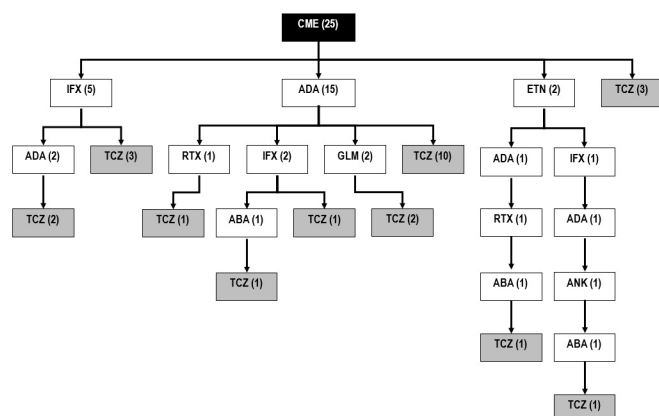 CME (25)
IFX (5)
ADA (15)
ETN (2)
TCZ (3)
ADA (2)
TCZ (3)
RTX (1)
IFX (2)
GLM (2)
TCZ (10)
ADA (1)
IFX (1)
TCZ (2)
TCZ (1)
ABA (1)
TCZ (1)
TCZ (2)
RTX (1)
ADA (1)
TCZ (1)
ABA (1)
ANK (1)
TCZ (1)
ABA (1)
TCZ (1)